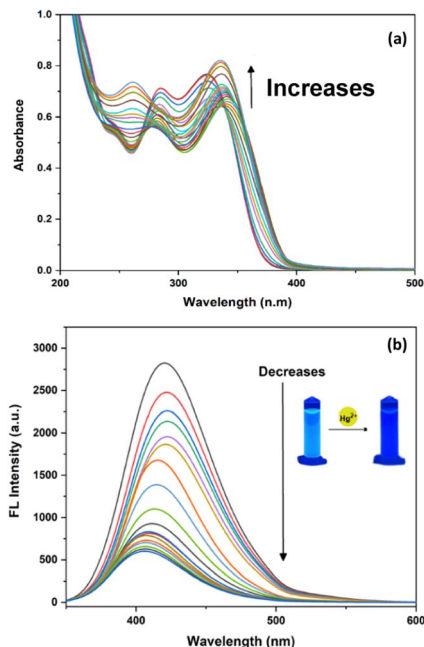 (a)
1.0
0.8
0.6
0.4
0.2
0.0
Absorbance
Increases
200
300
400
500
Wavelength (n.m)
(b)
3000
2500
2000
1500
1000
500
0
FL Intensity (a.u.)
Decreases
Hg2+
400
500
600
Wavelength (nm)